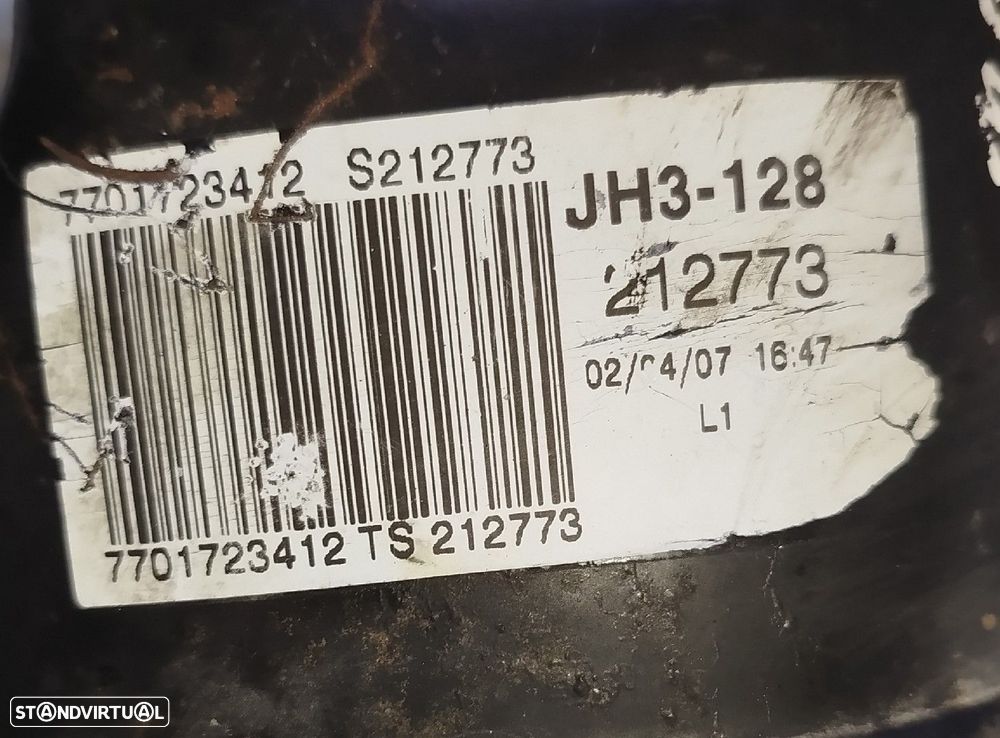 7701723412 S212773
JH3-128
212773
02/04/07 16:47
L1
7701723412 TS 212773
STANDVIRTUAL